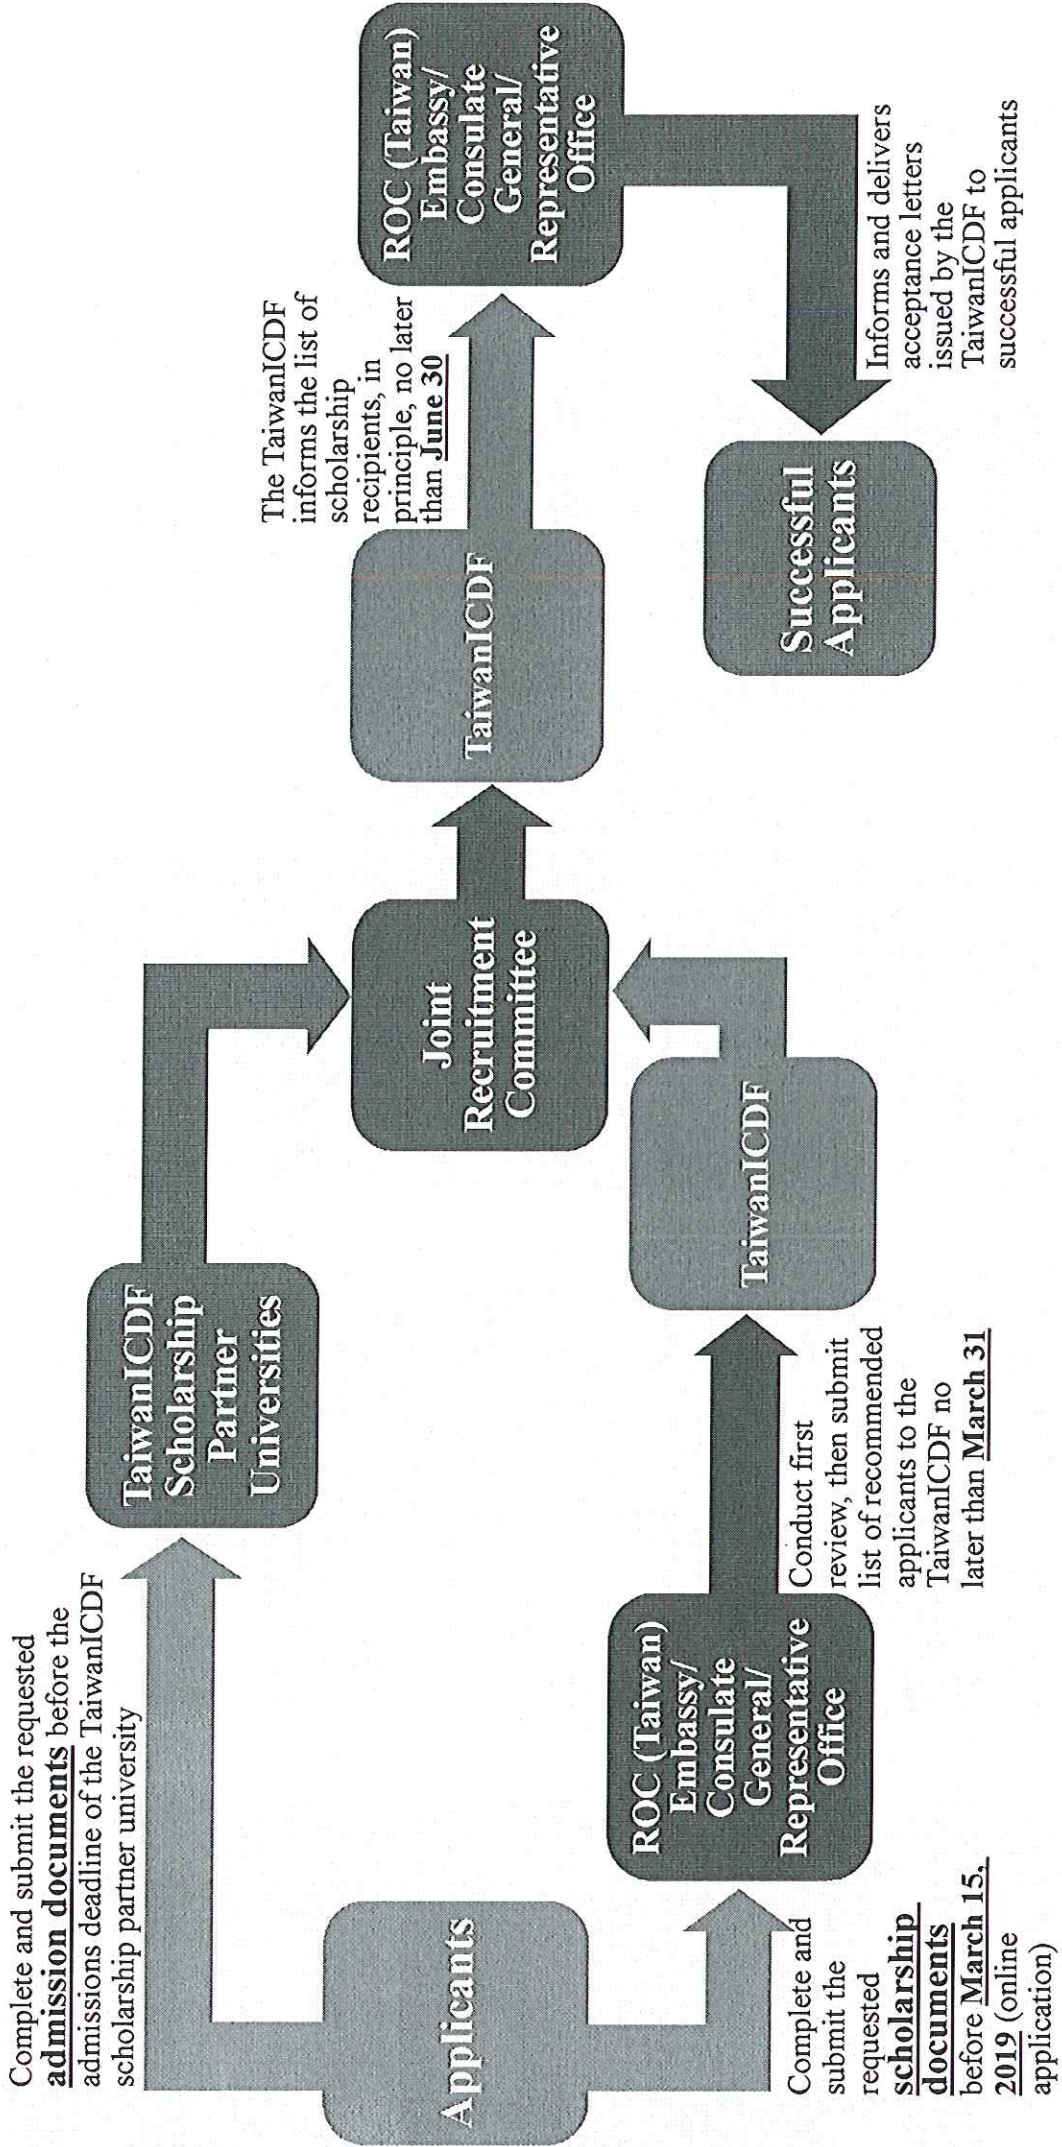 Complete and submit the requested
admission documents before the
admissions deadline of the TaiwanICDF
scholarship partner university
Applicants
Complete and
submit the
requested
scholarship
documents
before March 15,
2019 (online
application)
TaiwanICDF
Scholarship
Partner
Universities
ROC (Taiwan)
Embassy/
Consulate
General/
Representative
Office
Conduct first
review, then submit
list of recommended
applicants to the
TaiwanICDF no
later than March 31
TaiwanICDF
Joint
Recruitment
Committee
TaiwanICDF
The TaiwanICDF
informs the list of
scholarship
recipients, in
principle, no later
than June 30
ROC (Taiwan)
Embassy/
Consulate
General/
Representative
Office
Informs and delivers
acceptance letters
issued by the
TaiwanICDF to
successful applicants
Successful
Applicants